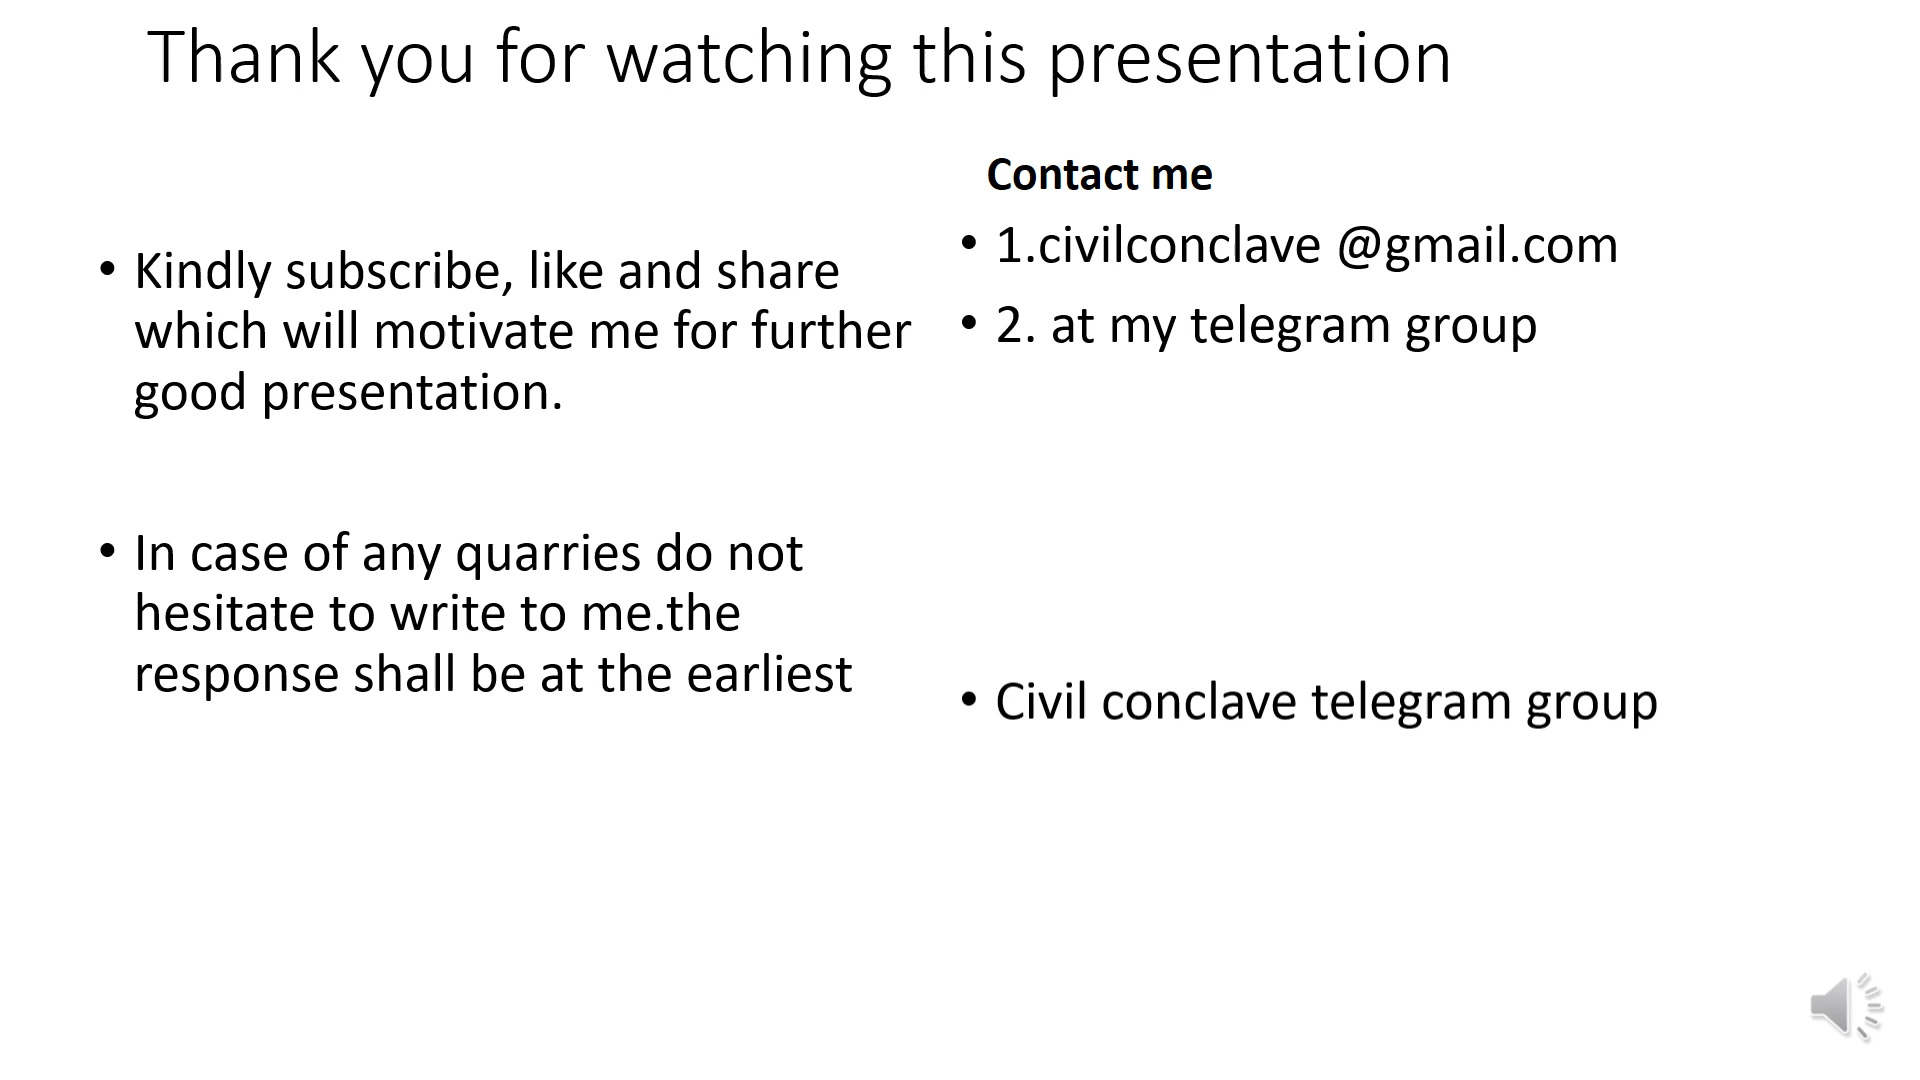 Thank you for watching this presentation
• Kindly subscribe, like and share
which will motivate me for further
good presentation.
• In case of any quarries do not
hesitate to write to me.the
response shall be at the earliest
Contact me
• 1.civilconclave @gmail.com
• 2. at my telegram group
• Civil conclave telegram group